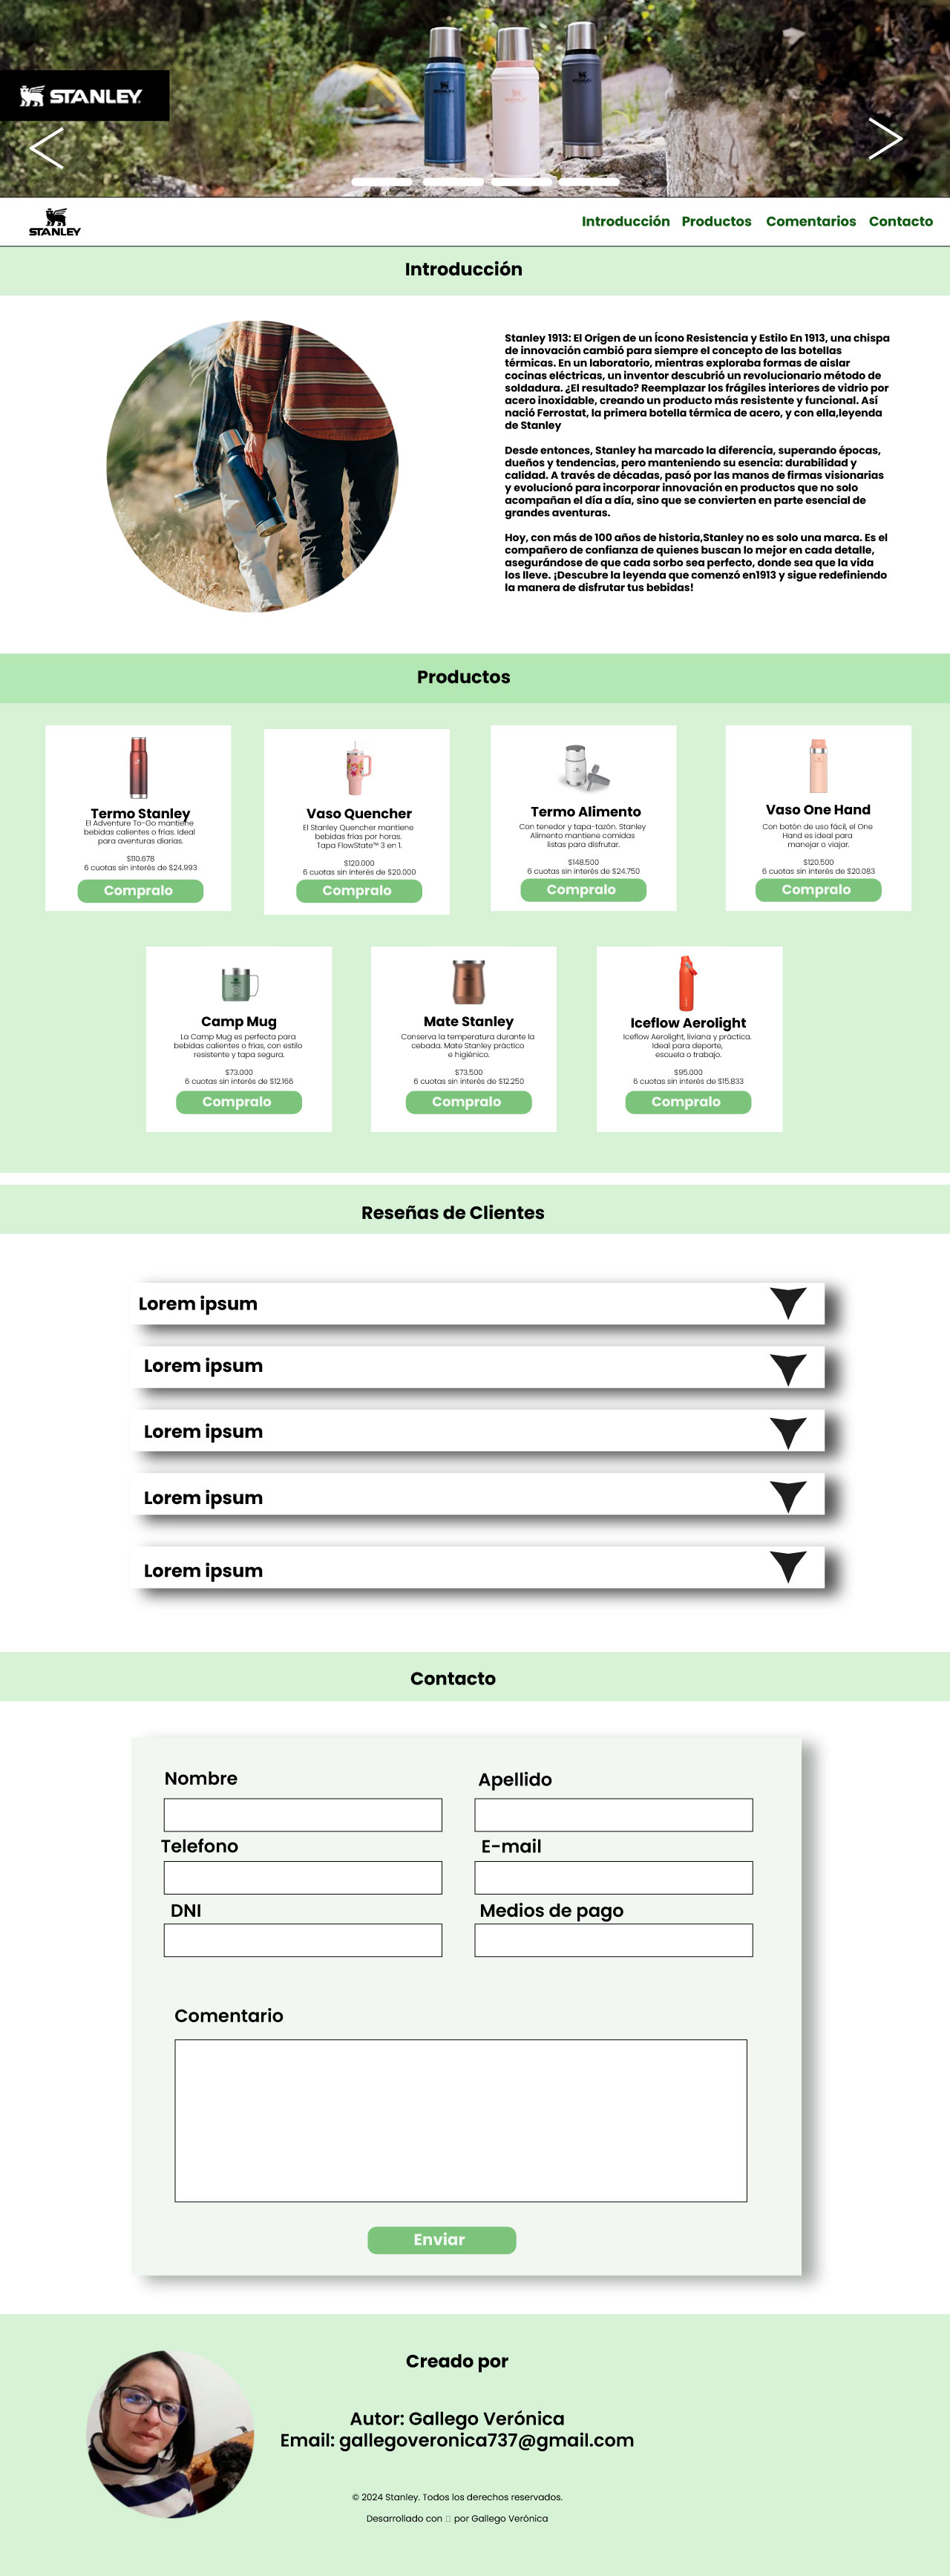 STANLEY
STANLEY
Introducción Productos Comentarios Contacto
Introducción
Stanley 1913: El Origen de un Ícono Resistencia y Estilo En 1913, una chispa
de innovación cambió para siempre el concepto de las botellas
térmicas. En un laboratorio, mientras exploraba formas de aislar
cocinas eléctricas, un inventor descubrió un revolucionario método de
soldadura. ¿El resultado? Reemplazar los frágiles interiores de vidrio por
acero inoxidable, creando un producto más resistente y funcional. Así
nació Ferrostat, la primera botella térmica de acero, y con ella,leyenda
de Stanley
Desde entonces, Stanley ha marcado la diferencia, superando épocas,
dueños y tendencias, pero manteniendo su esencia: durabilidad y
calidad. A través de décadas, pasó por las manos de firmas visionarias
y evolucionó para incorporar innovación en productos que no solo
acompañan el día a día, sino que se convierten en parte esencial de
grandes aventuras.
Hoy, con más de 100 años de historia,Stanley no es solo una marca. Es el
compañero de confianza de quienes buscan lo mejor en cada detalle,
asegurándose de que cada sorbo sea perfecto, donde sea que la vida
los lleve. ¡Descubre la leyenda que comenzó en1913 y sigue redefiniendo
la manera de disfrutar tus bebidas!
Productos
Termo Stanley
El Adventure To-Go mantiene
bebidas calientes o frías. Ideal
para aventuras diarias.
$110.678
6 cuotas sin interés de $24.993
Compralo
Vaso Quencher
El Stanley Quencher mantiene
bebidas frías por horas.
Tapa FlowState™ 3 en 1.
$120.000
6 cuotas sin interés de $20.000
Compralo
Termo Alimento
Con tenedor y tapa-tazón. Stanley
Alimento mantiene comidas
listas para disfrutar.
$148.500
6 cuotas sin interés de $24.750
Compralo
Vaso One Hand
Con botón de uso fácil, el One
Hand es ideal para
manejar o viajar.
$120.500
6 cuotas sin interés de $20.083
Compralo
Camp Mug
La Camp Mug es perfecta para
bebidas calientes o frías, con estilo
resistente y tapa segura.
$73.000
6 cuotas sin interés de $12.166
Compralo
Mate Stanley
Conserva la temperatura durante la
cebada. Mate Stanley práctico
e higiénico.
$73.500
6 cuotas sin interés de $12.250
Compralo
Iceflow Aerolight
Iceflow Aerolight, liviana y práctica.
Ideal para deporte,
escuela o trabajo.
$95.000
6 cuotas sin interés de $15.833
Compralo
Reseñas de Clientes
Lorem ipsum
Lorem ipsum
Lorem ipsum
Lorem ipsum
Lorem ipsum
Contacto
Nombre Apellido
Telefono E-mail
DNI Medios de pago
Comentario
Enviar
Creado por
Autor: Gallego Verónica
Email: gallegoveronica737@gmail.com
© 2024 Stanley. Todos los derechos reservados.
Desarrollado con por Gallego Verónica